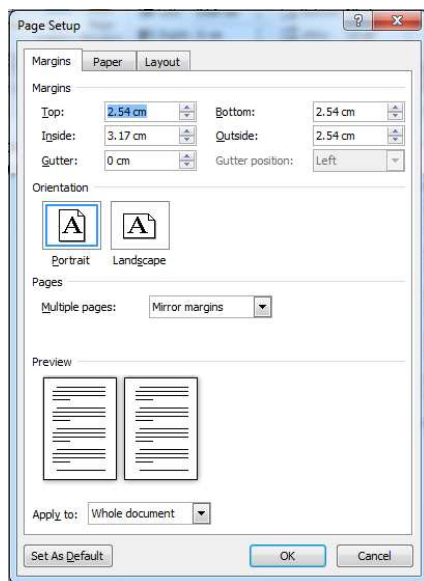 Page Setup
Margins Paper Layout
Margins
Top: 2.54 cm Bottom: 2.54 cm
Inside: 3.17 cm Outside: 2.54 cm
Gutter: 0 cm Gutter position: Left
Orientation
A A
Portrait Landscape
Pages
Multiple pages: Mirror margins
Preview
Apply to: Whole document
Set As Default OK Cancel